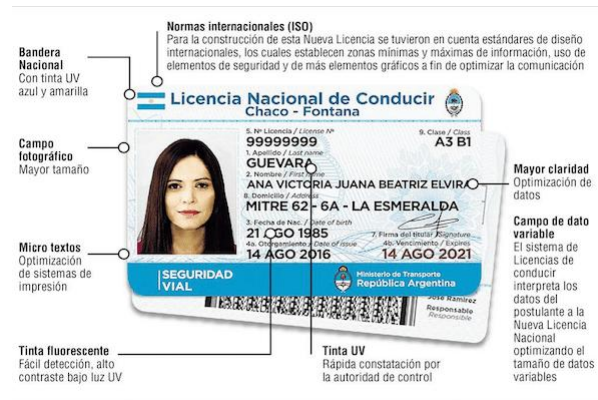 Normas internacionales (ISO)
Para la construcción de esta Nueva Licencia se tuvieron en cuenta estándares de diseño
internacionales, los cuales establecen zonas mínimas y máximas de información, uso de
elementos de seguridad y de más elementos gráficos a fin de optimizar la comunicación
Bandera
Nacional
Con tinta UV
azul y amarilla
Campo
fotográfico
Mayor tamaño
Micro textos
Optimización
de sistemas de
impresión
Tinta fluorescente
Fácil detección, alto
contraste bajo luz UV
Licencia Nacional de Conducir
Chaco - Fontana
5. Nº Licencia / License Nº
99999999
9. Clase / Class
A3 B1
1. Apellido / Last name
GUEVARA
2. Nombre / First name
ANA VICTORIA JUANA BEATRIZ ELVIRA
8. Domicilio / Address
MITRE 62 - 6A - LA ESMERALDA
3. Fecha de Nac. / Date of birth
21 AGO 1985
7. Firma del titular / Signature
4a. Otorgamiento / Date of issue
14 AGO 2016
4b. Vencimiento / Expires
14 AGO 2021
SEGURIDAD
VIAL
Ministerio de Transporte
República Argentina
José Ramírez
Responsable
Responsible
Tinta UV
Rápida constatación por
la autoridad de control
Mayor claridad
Optimización de
datos
Campo de dato
variable
El sistema de
Licencias de
conducir
interpreta los
datos del
postulante a la
Nueva Licencia
Nacional
optimizando el
tamaño de datos
variables